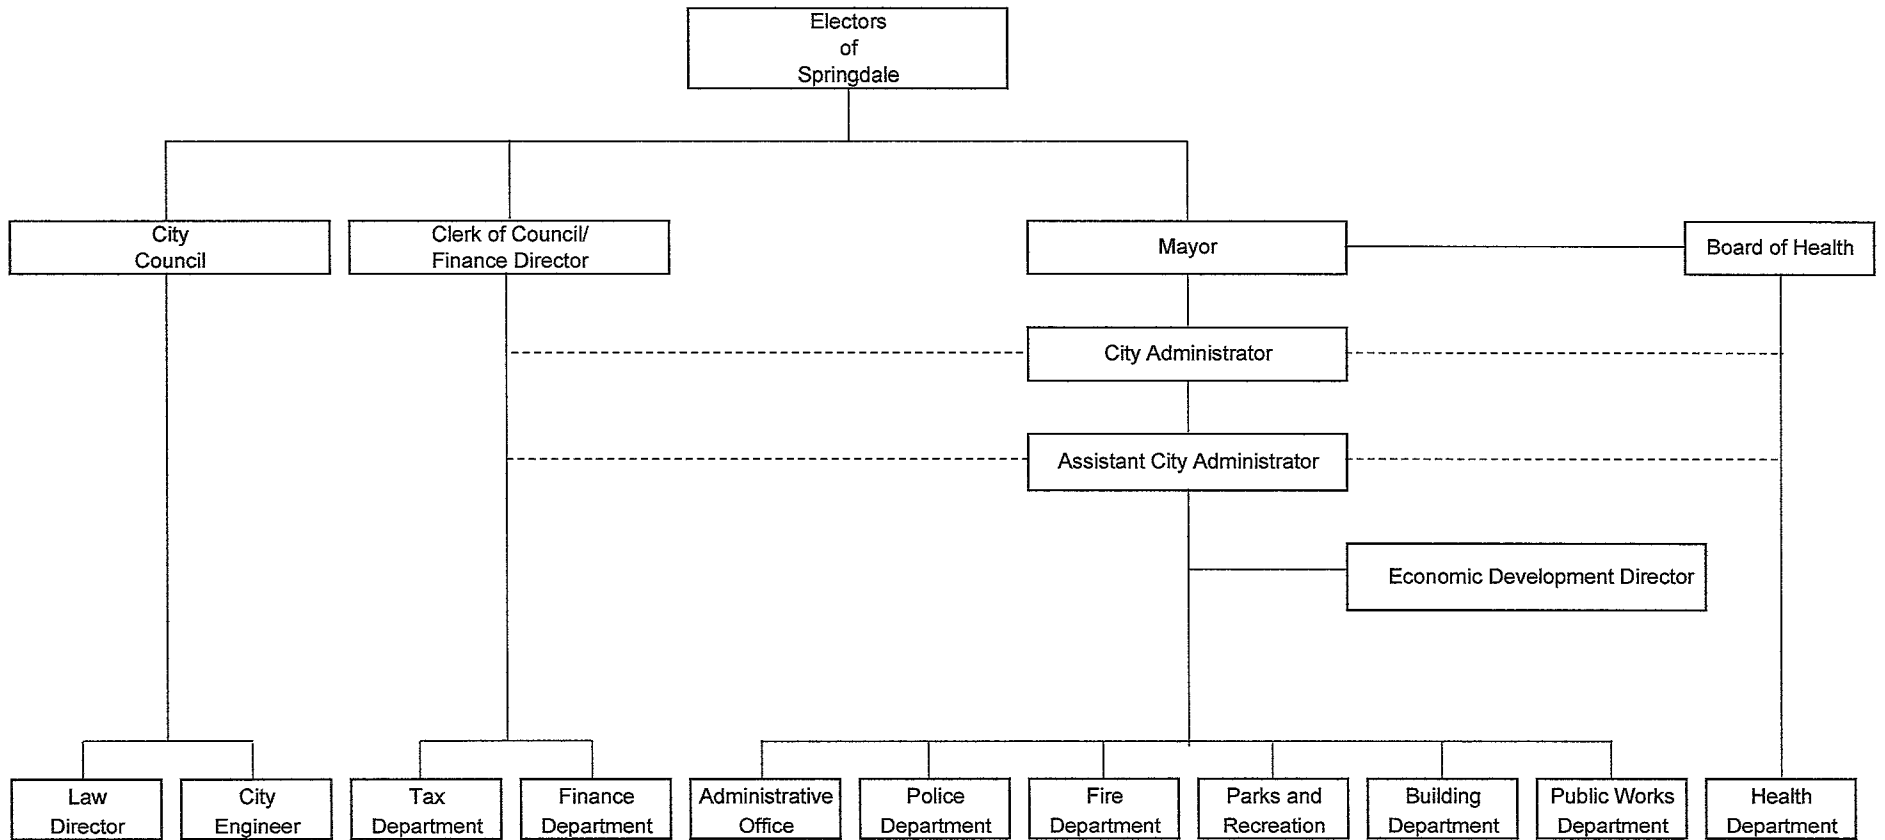 Electors
of
Springdale
City
Council
Clerk of Council/
Finance Director
Mayor
Board of Health
City Administrator
Assistant City Administrator
Economic Development Director
Law
Director
City
Engineer
Tax
Department
Finance
Department
Administrative
Office
Police
Department
Fire
Department
Parks and
Recreation
Building
Department
Public Works
Department
Health
Department